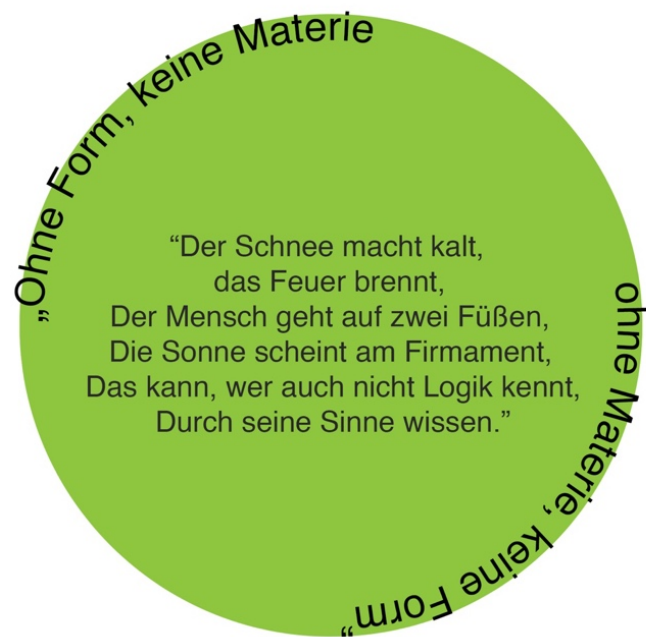 „Ohne Form, keine Materie
“Der Schnee macht kalt,
das Feuer brennt,
Der Mensch geht auf zwei Füßen,
Die Sonne scheint am Firmament,
Das kann, wer auch nicht Logik kennt,
Durch seine Sinne wissen.”
ohne Materie, keine Form”